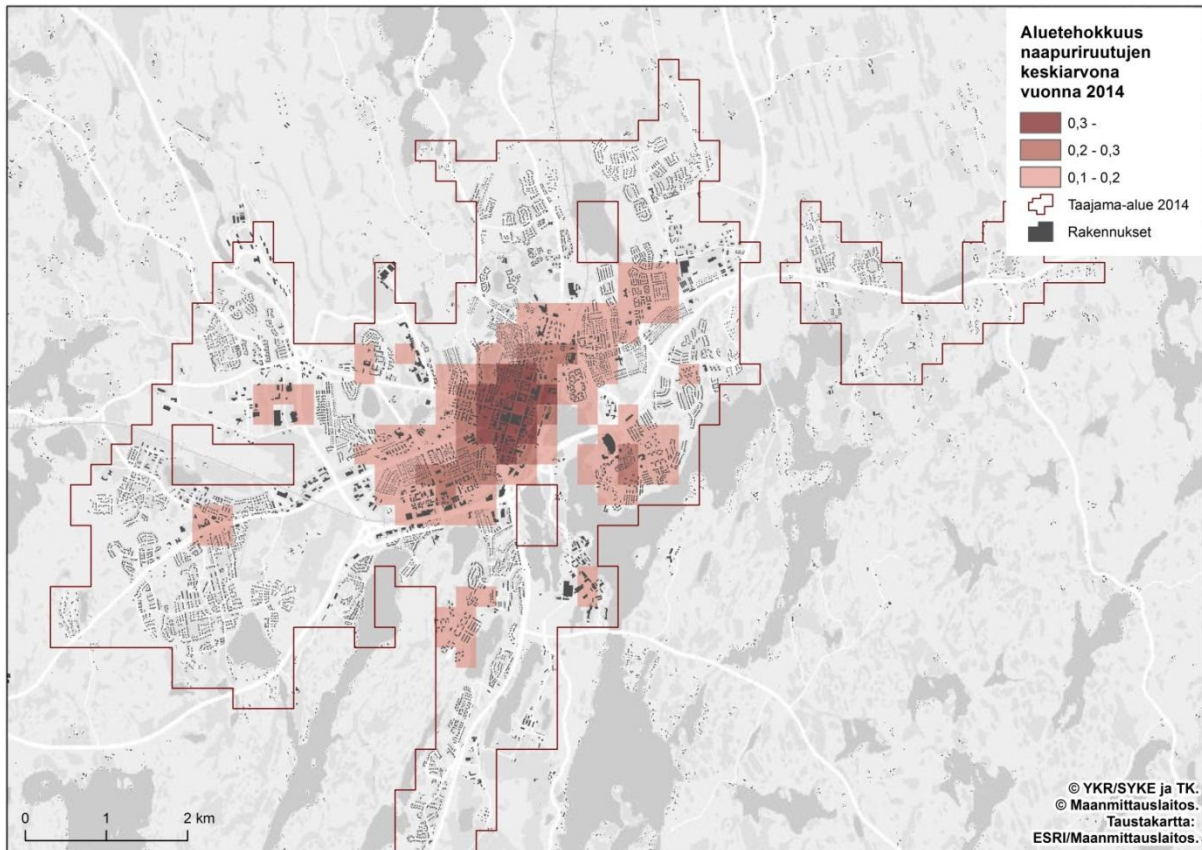 Aluetehokkuus
naapuriruutujen
keskiarvona
vuonna 2014
0,3 -
0,2 - 0,3
0,1 - 0,2
Taajama-alue 2014
Rakennukset
0 1 2 km
© YKR/SYKE ja TK.
© Maanmittauslaitos.
Taustakartta:
ESRI/Maanmittauslaitos.